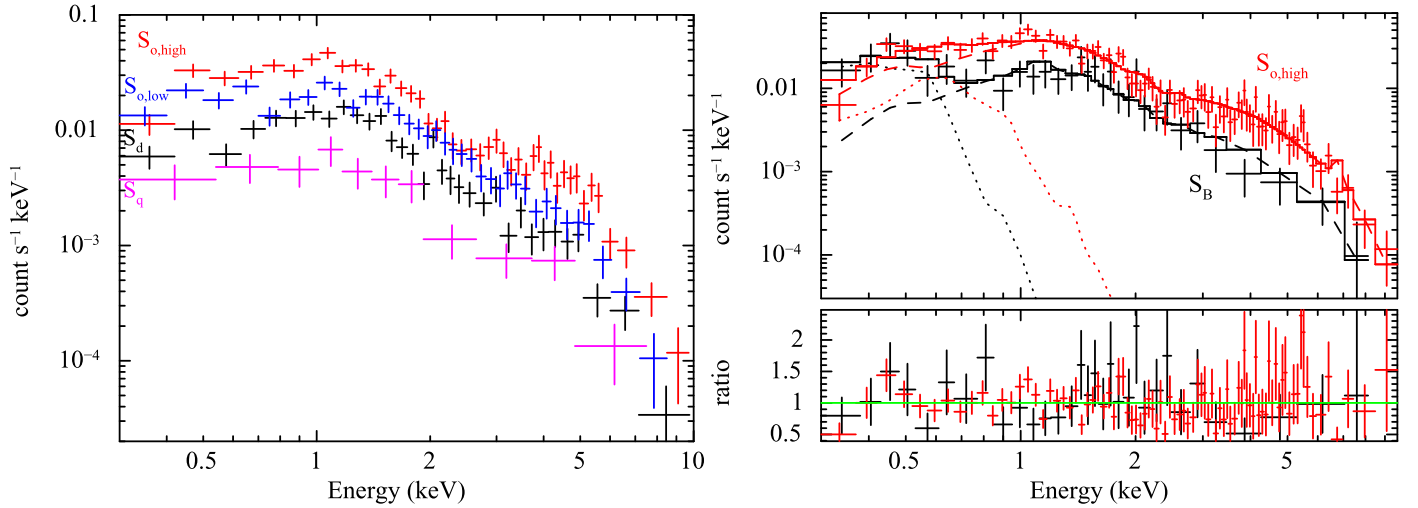 0.1
0.01
10⁻³
10⁻⁴
count s⁻¹ keV⁻¹
S_o,high
S_o,low
S_d
S_q
0.5 1 2 5 10
Energy (keV)
0.01
10⁻³
10⁻⁴
count s⁻¹ keV⁻¹
S_o,high
S_B
2
1.5
1
0.5
ratio
0.5 1 2 5
Energy (keV)